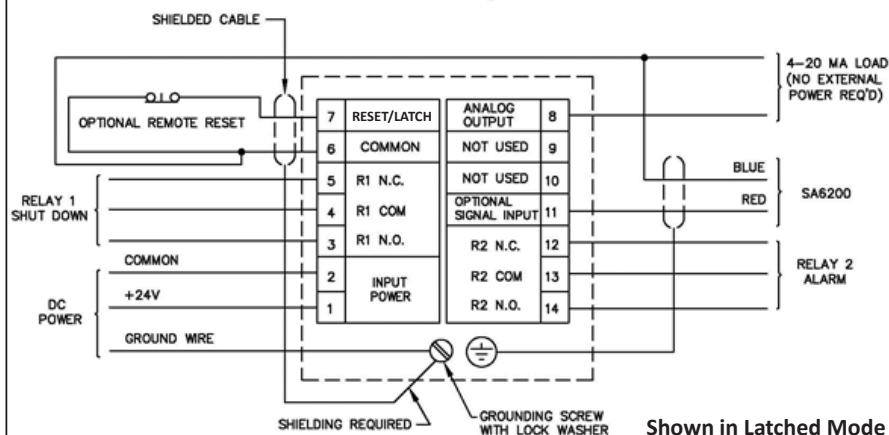 SHIELDED CABLE
4–20 MA LOAD
(NO EXTERNAL
POWER REQ'D)
OPTIONAL REMOTE RESET
7 RESET/LATCH
ANALOG
OUTPUT 8
6 COMMON
NOT USED 9
5 R1 N.C.
NOT USED 10
BLUE
RELAY 1
SHUT DOWN
4 R1 COM
OPTIONAL
SIGNAL INPUT 11
RED
SA6200
3 R1 N.O.
R2 N.C. 12
COMMON
2
INPUT
POWER
R2 COM 13
RELAY 2
ALARM
DC
POWER
+24V
1
R2 N.O. 14
GROUND WIRE
SHIELDING REQUIRED
GROUNDING SCREW
WITH LOCK WASHER
Shown in Latched Mode